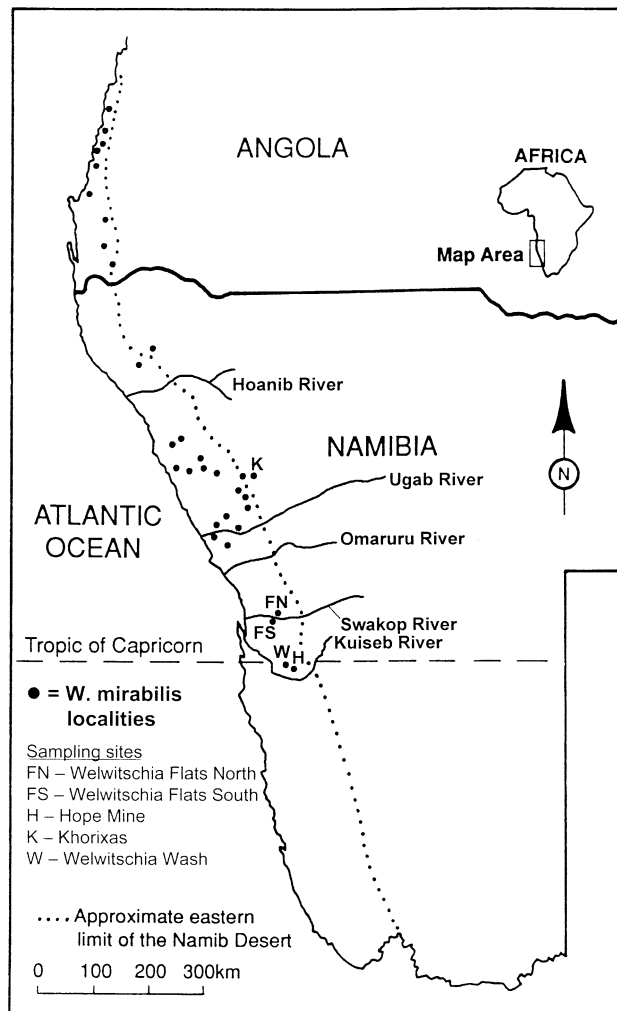 ANGOLA
AFRICA
Map Area
Hoanib River
NAMIBIA
K
Ugab River
N
ATLANTIC
OCEAN
Omaruru River
FN
Swakop River
FS
Kuiseb River
Tropic of Capricorn
W
H
● = W. mirabilis
localities
Sampling sites
FN – Welwitschia Flats North
FS – Welwitschia Flats South
H – Hope Mine
K – Khorixas
W – Welwitschia Wash
.... Approximate eastern
limit of the Namib Desert
0 100 200 300km